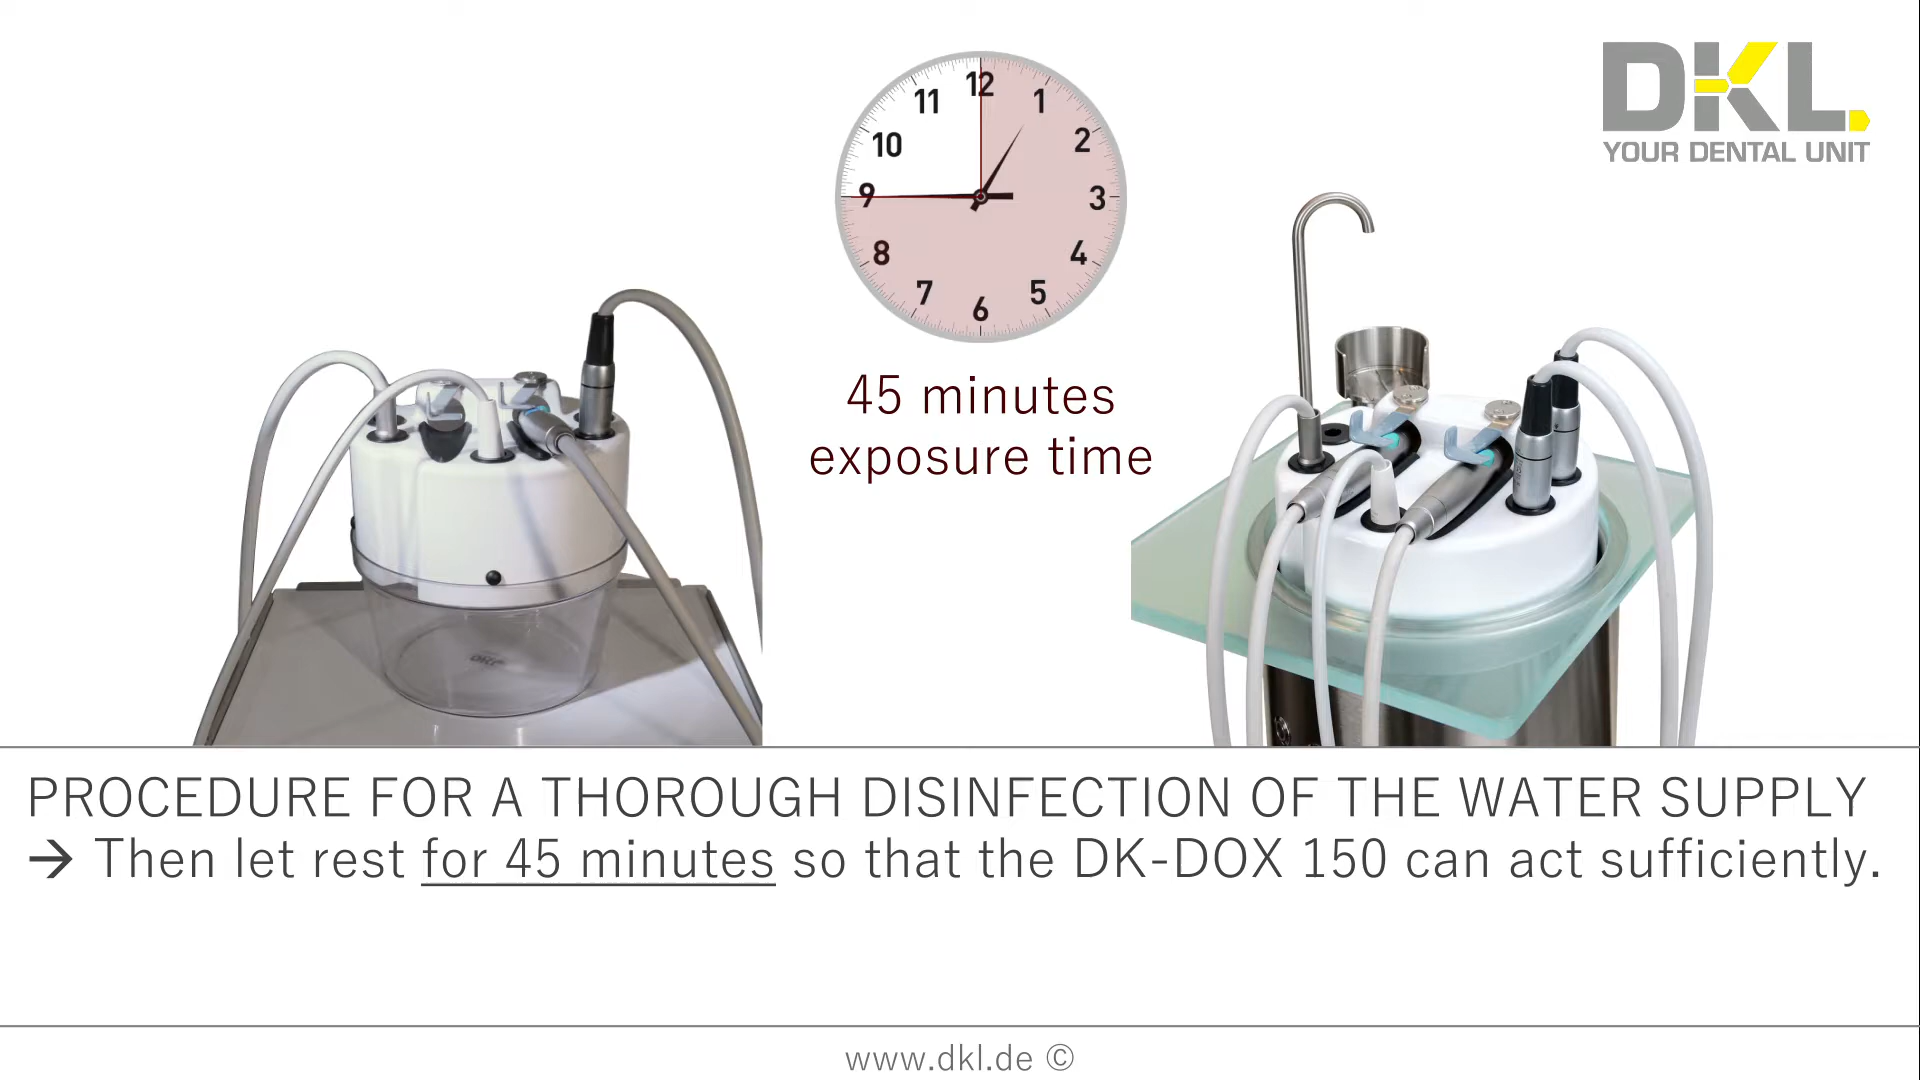 DKL
YOUR DENTAL UNIT
12
1
2
3
4
5
6
7
8
9
10
11
45 minutes
exposure time
DKL
PROCEDURE FOR A THOROUGH DISINFECTION OF THE WATER SUPPLY
→ Then let rest for 45 minutes so that the DK-DOX 150 can act sufficiently.
www.dkl.de ©